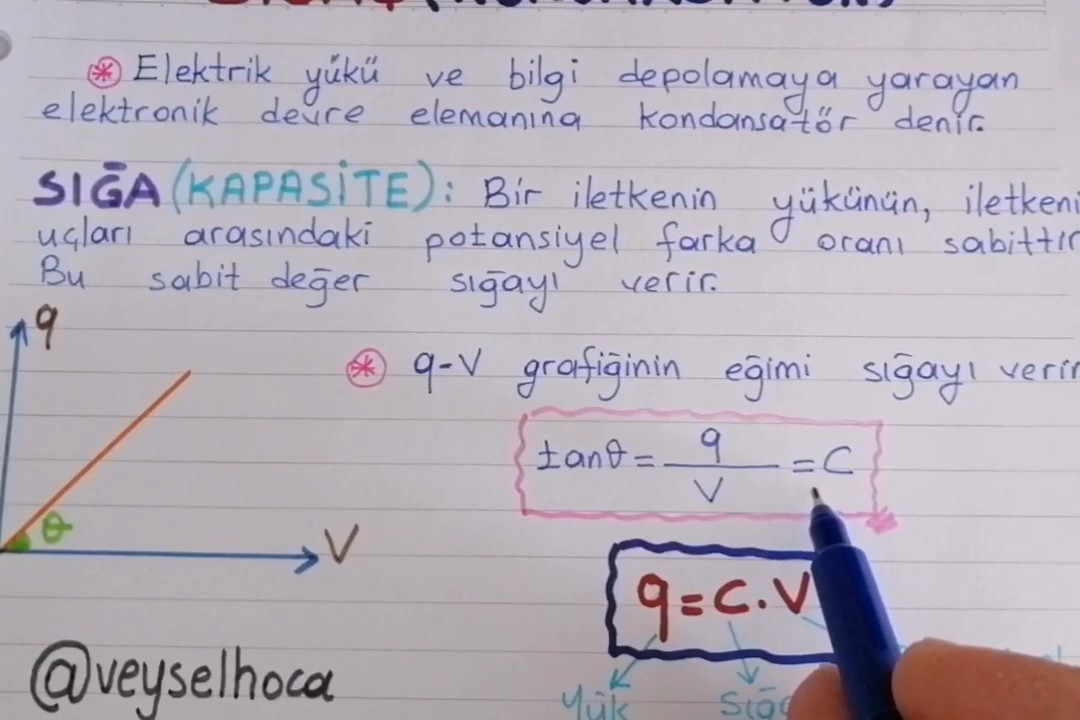 * Elektrik yükü ve bilgi depolamaya yarayan
elektronik devre elemanına kondansatör denir.
SIĞA (KAPASİTE): Bir iletkenin yükünün, iletkeni
uçları arasındaki potansiyel farka oranı sabittir
Bu sabit değer sığayı verir.
q
* q-V grafiğinin eğimi sığayı verir
tanθ = q/V = C
θ
V
q = C.V
@veyselhoca
Yük